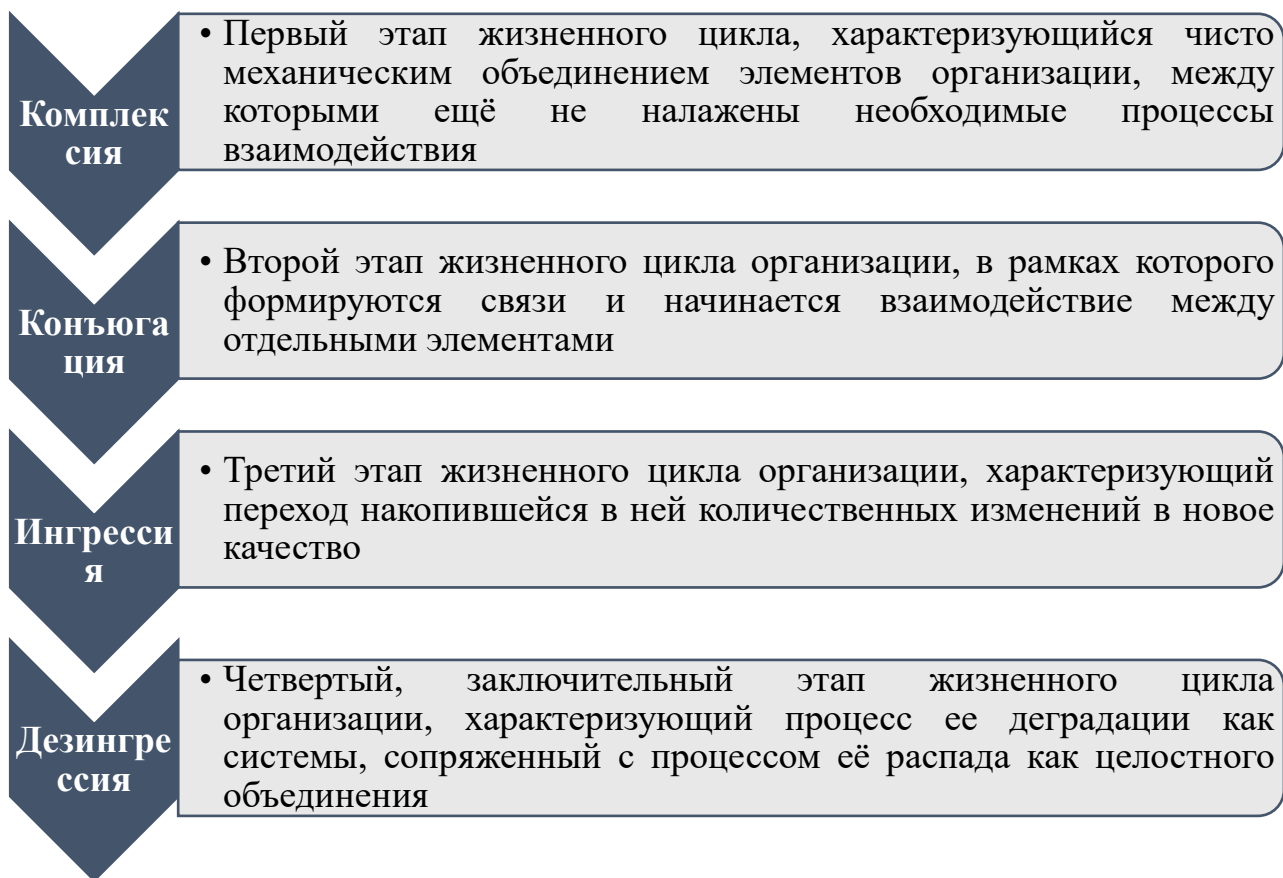 Комплек
сия
• Первый этап жизненного цикла, характеризующийся чисто
механическим объединением элементов организации, между
которыми ещё не налажены необходимые процессы
взаимодействия
Конъюга
ция
• Второй этап жизненного цикла организации, в рамках которого
формируются связи и начинается взаимодействие между
отдельными элементами
Ингресси
я
• Третий этап жизненного цикла организации, характеризующий
переход накопившейся в ней количественных изменений в новое
качество
Дезингре
ссия
• Четвертый, заключительный этап жизненного цикла
организации, характеризующий процесс ее деградации как
системы, сопряженный с процессом её распада как целостного
объединения